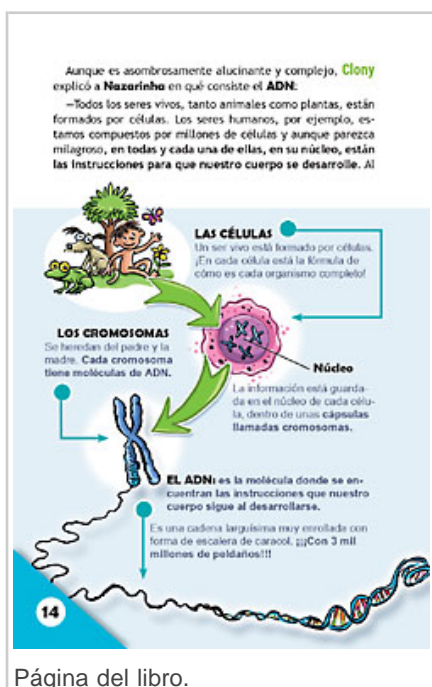 Aunque es asombrosamente alucinante y complejo, Clony
explicó a Nazarinha en qué consiste el ADN:
–Todos los seres vivos, tanto animales como plantas, están
formados por células. Los seres humanos, por ejemplo, es-
tamos compuestos por millones de células y aunque parezca
milagroso, en todas y cada una de ellas, en su núcleo, están
las instrucciones para que nuestro cuerpo se desarrolle. Al
LAS CÉLULAS
Un ser vivo está formado por células.
¡En cada célula está la fórmula de
cómo es cada organismo completo!
LOS CROMOSOMAS
Se heredan del padre y la
madre. Cada cromosoma
tiene moléculas de ADN.
Núcleo
La información está guarda-
da en el núcleo de cada célu-
la, dentro de unas cápsulas
llamadas cromosomas.
EL ADN: es la molécula donde se en-
cuentran las instrucciones que nuestro
cuerpo sigue al desarrollarse.
Es una cadena larguísima muy enrollada con
forma de escalera de caracol. ¡¡¡Con 3 mil
millones de peldaños!!!
14
Página del libro.